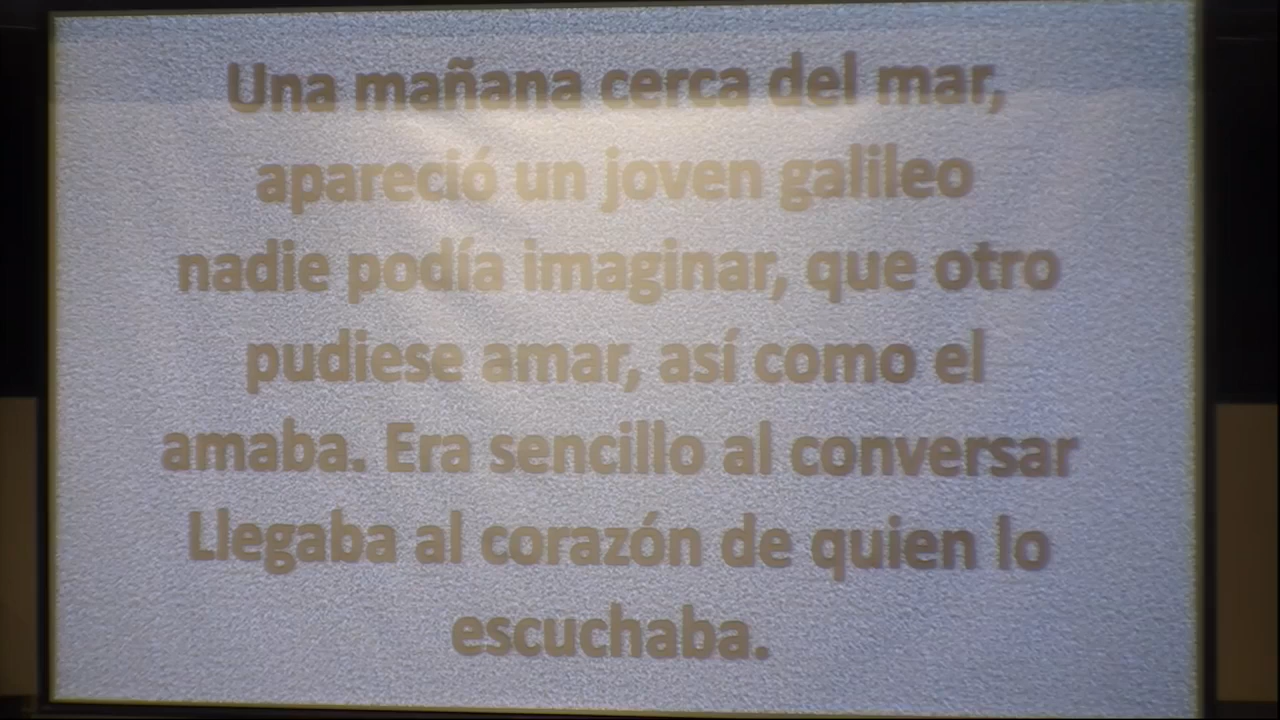 Una mañana cerca del mar,
apareció un joven galileo
nadie podía imaginar, que otro
pudiese amar, así como el
amaba. Era sencillo al conversar
Llegaba al corazón de quien lo
escuchaba.